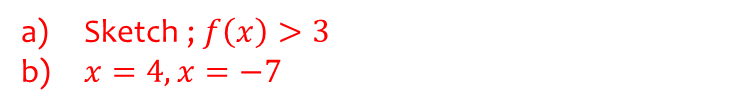 a) Sketch ; f(x) > 3
b) x = 4, x = −7